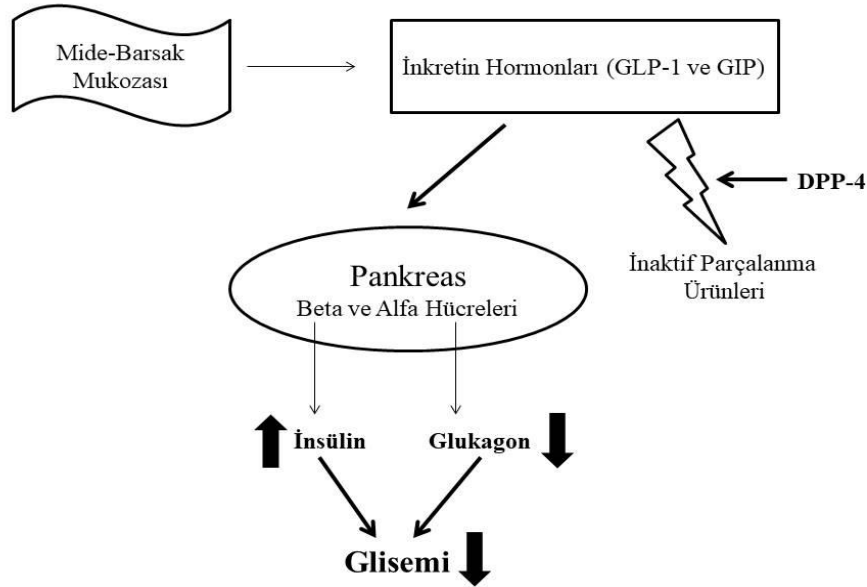 Mide-Barsak
Mukozası
İnkretin Hormonları (GLP-1 ve GIP)
DPP-4
İnaktif Parçalanma
Ürünleri
Pankreas
Beta ve Alfa Hücreleri
İnsülin
Glukagon
Glisemi